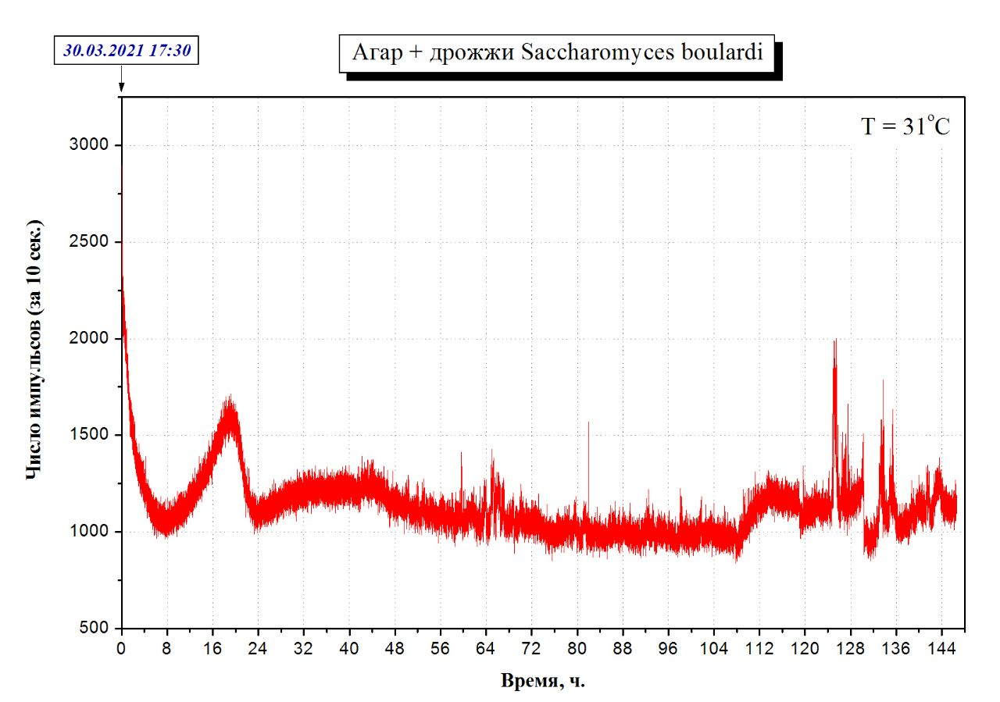 30.03.2021 17:30
Агар + дрожжи Saccharomyces boulardi
T = 31°C
3000
2500
2000
1500
1000
500
Число импульсов (за 10 сек.)
0 8 16 24 32 40 48 56 64 72 80 88 96 104 112 120 128 136 144
Время, ч.